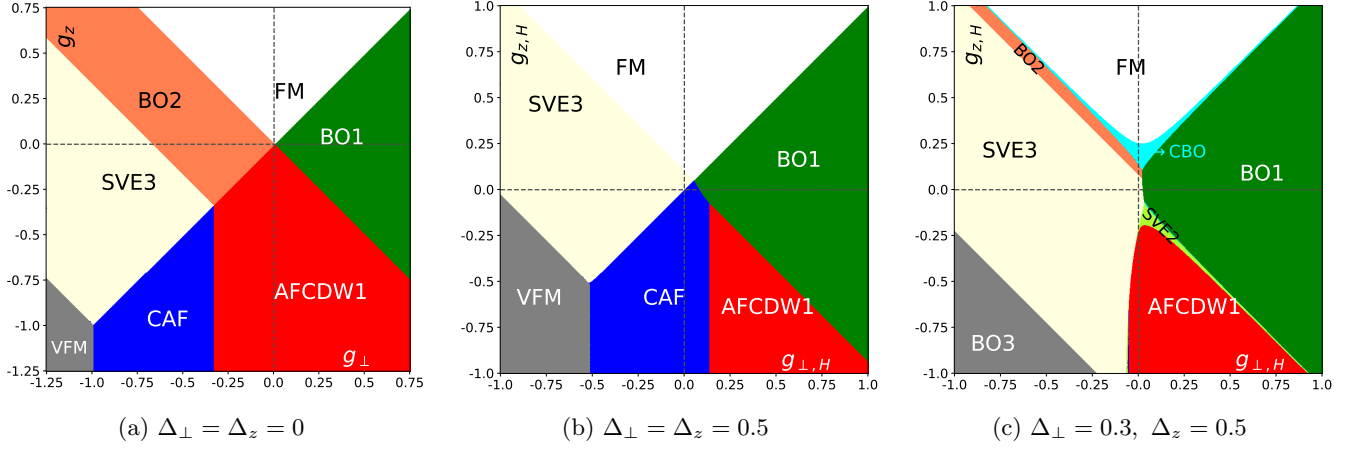 0.75
0.5
0.25
0.0
-0.25
-0.5
-0.75
-1.0
-1.25
-1.25 -1.0 -0.75 -0.5 -0.25 0.0 0.25 0.5 0.75
g_z
FM
BO2
BO1
SVE3
AFCDW1
CAF
VFM
g_⊥
(a) Δ_⊥ = Δ_z = 0
1.0
0.75
0.5
0.25
0.0
-0.25
-0.5
-0.75
-1.0
-1.0 -0.75 -0.5 -0.25 0.0 0.25 0.5 0.75 1.0
g_{z,H}
FM
SVE3
BO1
VFM
CAF
AFCDW1
g_{⊥,H}
(b) Δ_⊥ = Δ_z = 0.5
1.0
0.75
0.5
0.25
0.0
-0.25
-0.5
-0.75
-1.0
-1.0 -0.75 -0.5 -0.25 0.0 0.25 0.5 0.75 1.0
g_{z,H}
BO2
FM
SVE3
→ CBO
BO1
SVE2
AFCDW1
BO3
g_{⊥,H}
(c) Δ_⊥ = 0.3, Δ_z = 0.5